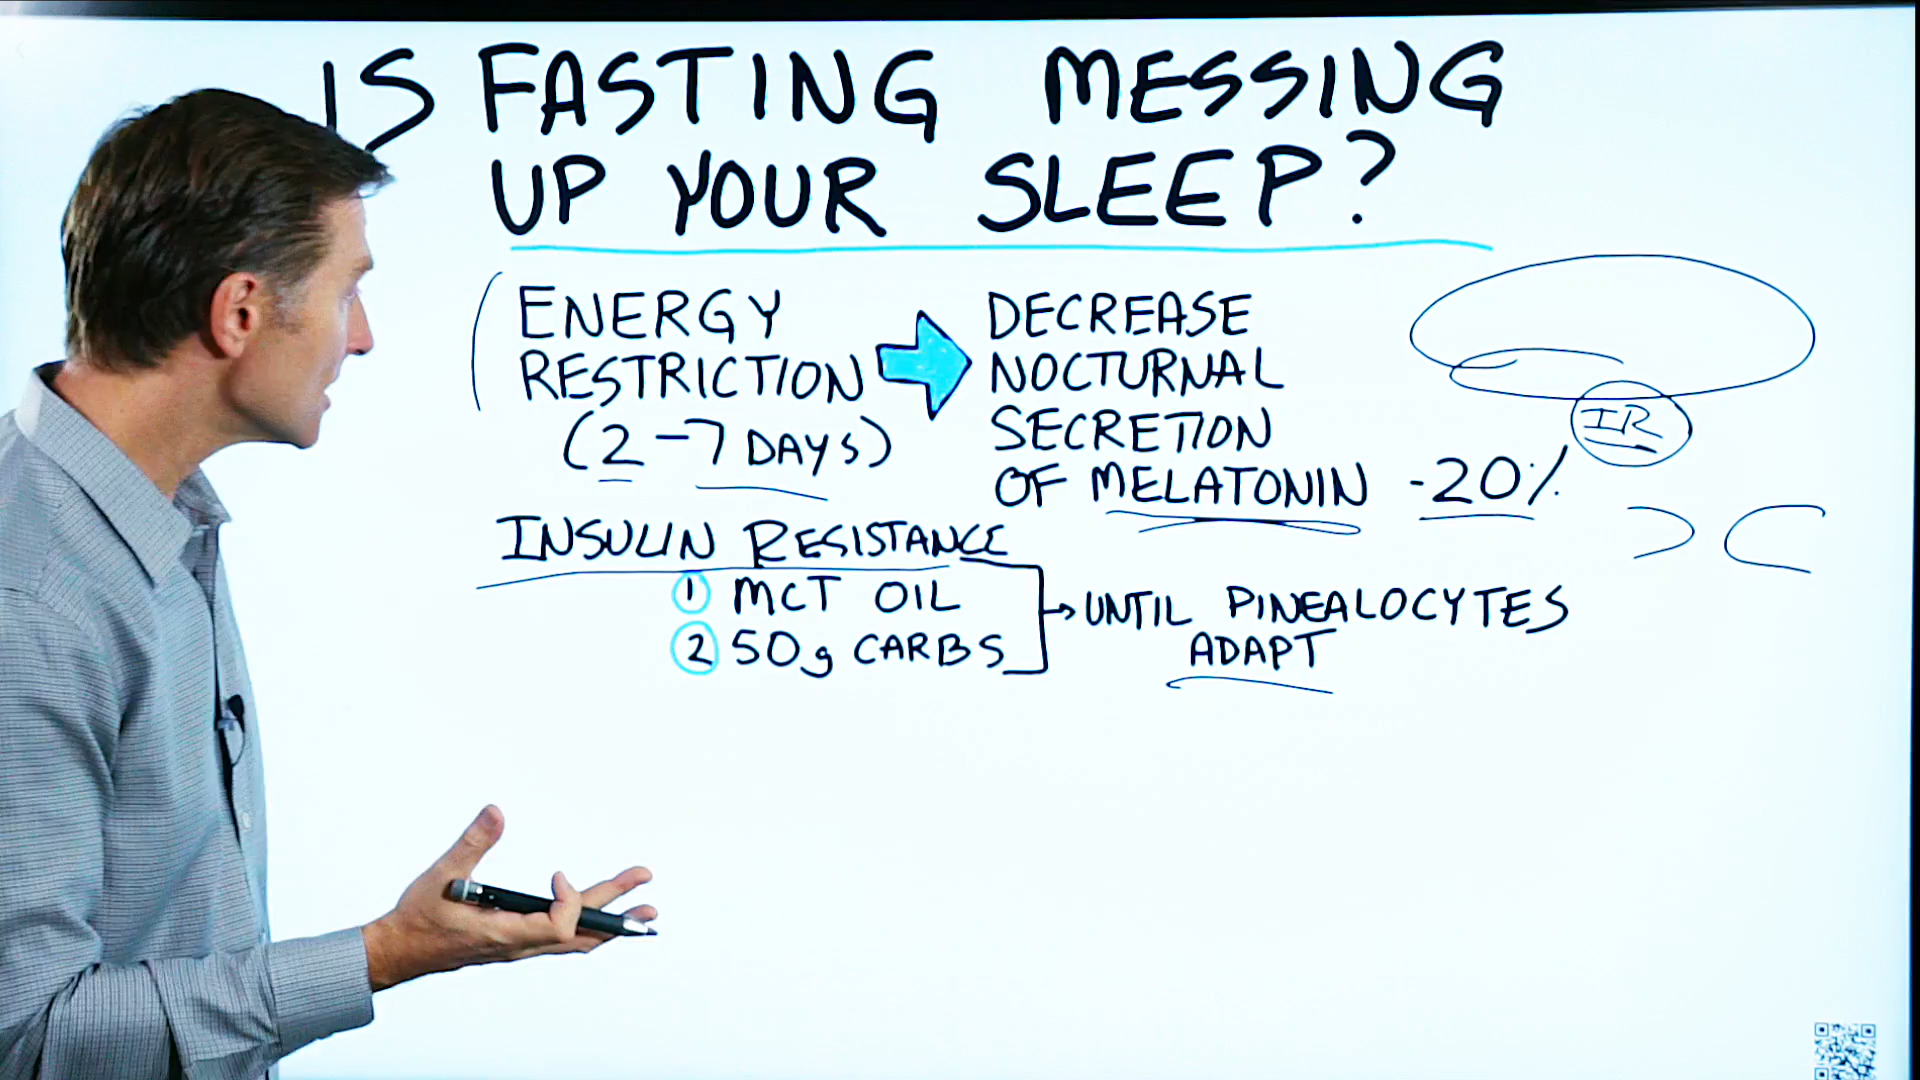 IS FASTING MESSING
UP YOUR SLEEP?
ENERGY
RESTRICTION
(2-7 DAYS)
DECREASE
NOCTURNAL
SECRETION
OF MELATONIN -20%
IR
INSULIN RESISTANCE
1 MCT OIL
2 50g CARBS
UNTIL PINEALOCYTES
ADAPT